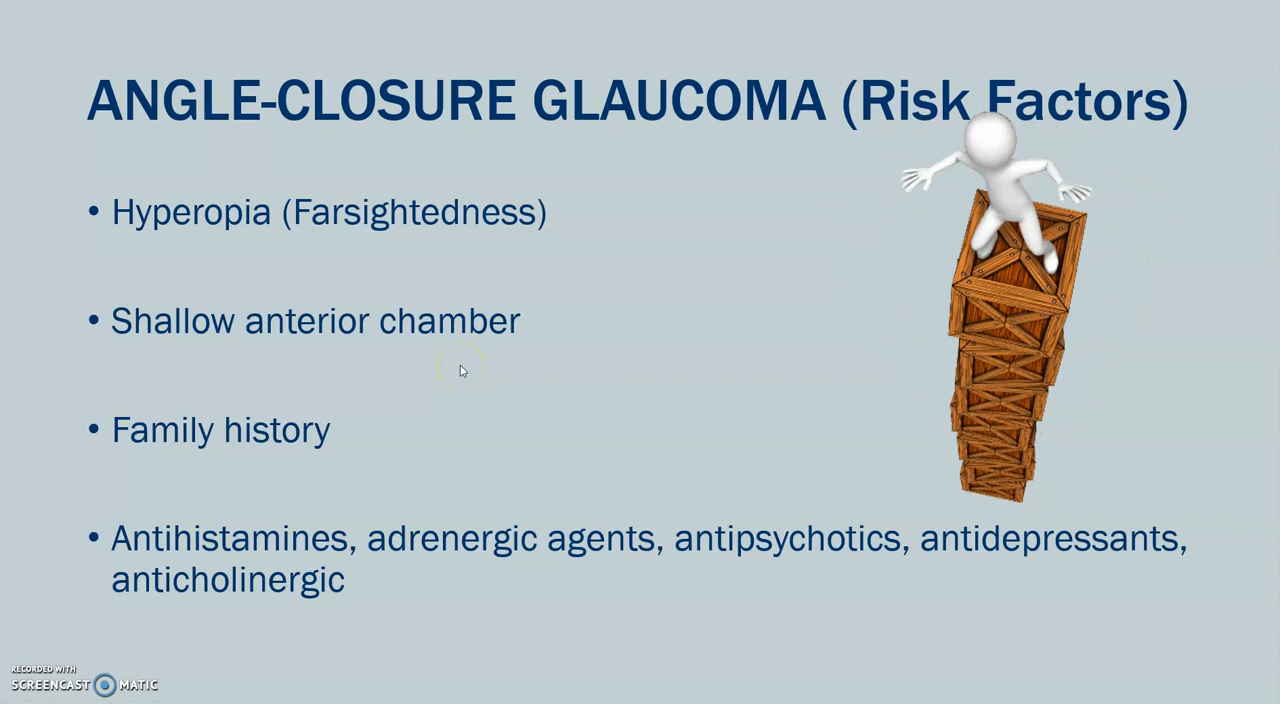 ANGLE-CLOSURE GLAUCOMA (Risk Factors)
• Hyperopia (Farsightedness)
• Shallow anterior chamber
• Family history
• Antihistamines, adrenergic agents, antipsychotics, antidepressants,
anticholinergic
RECORDED WITH
SCREENCAST MATIC